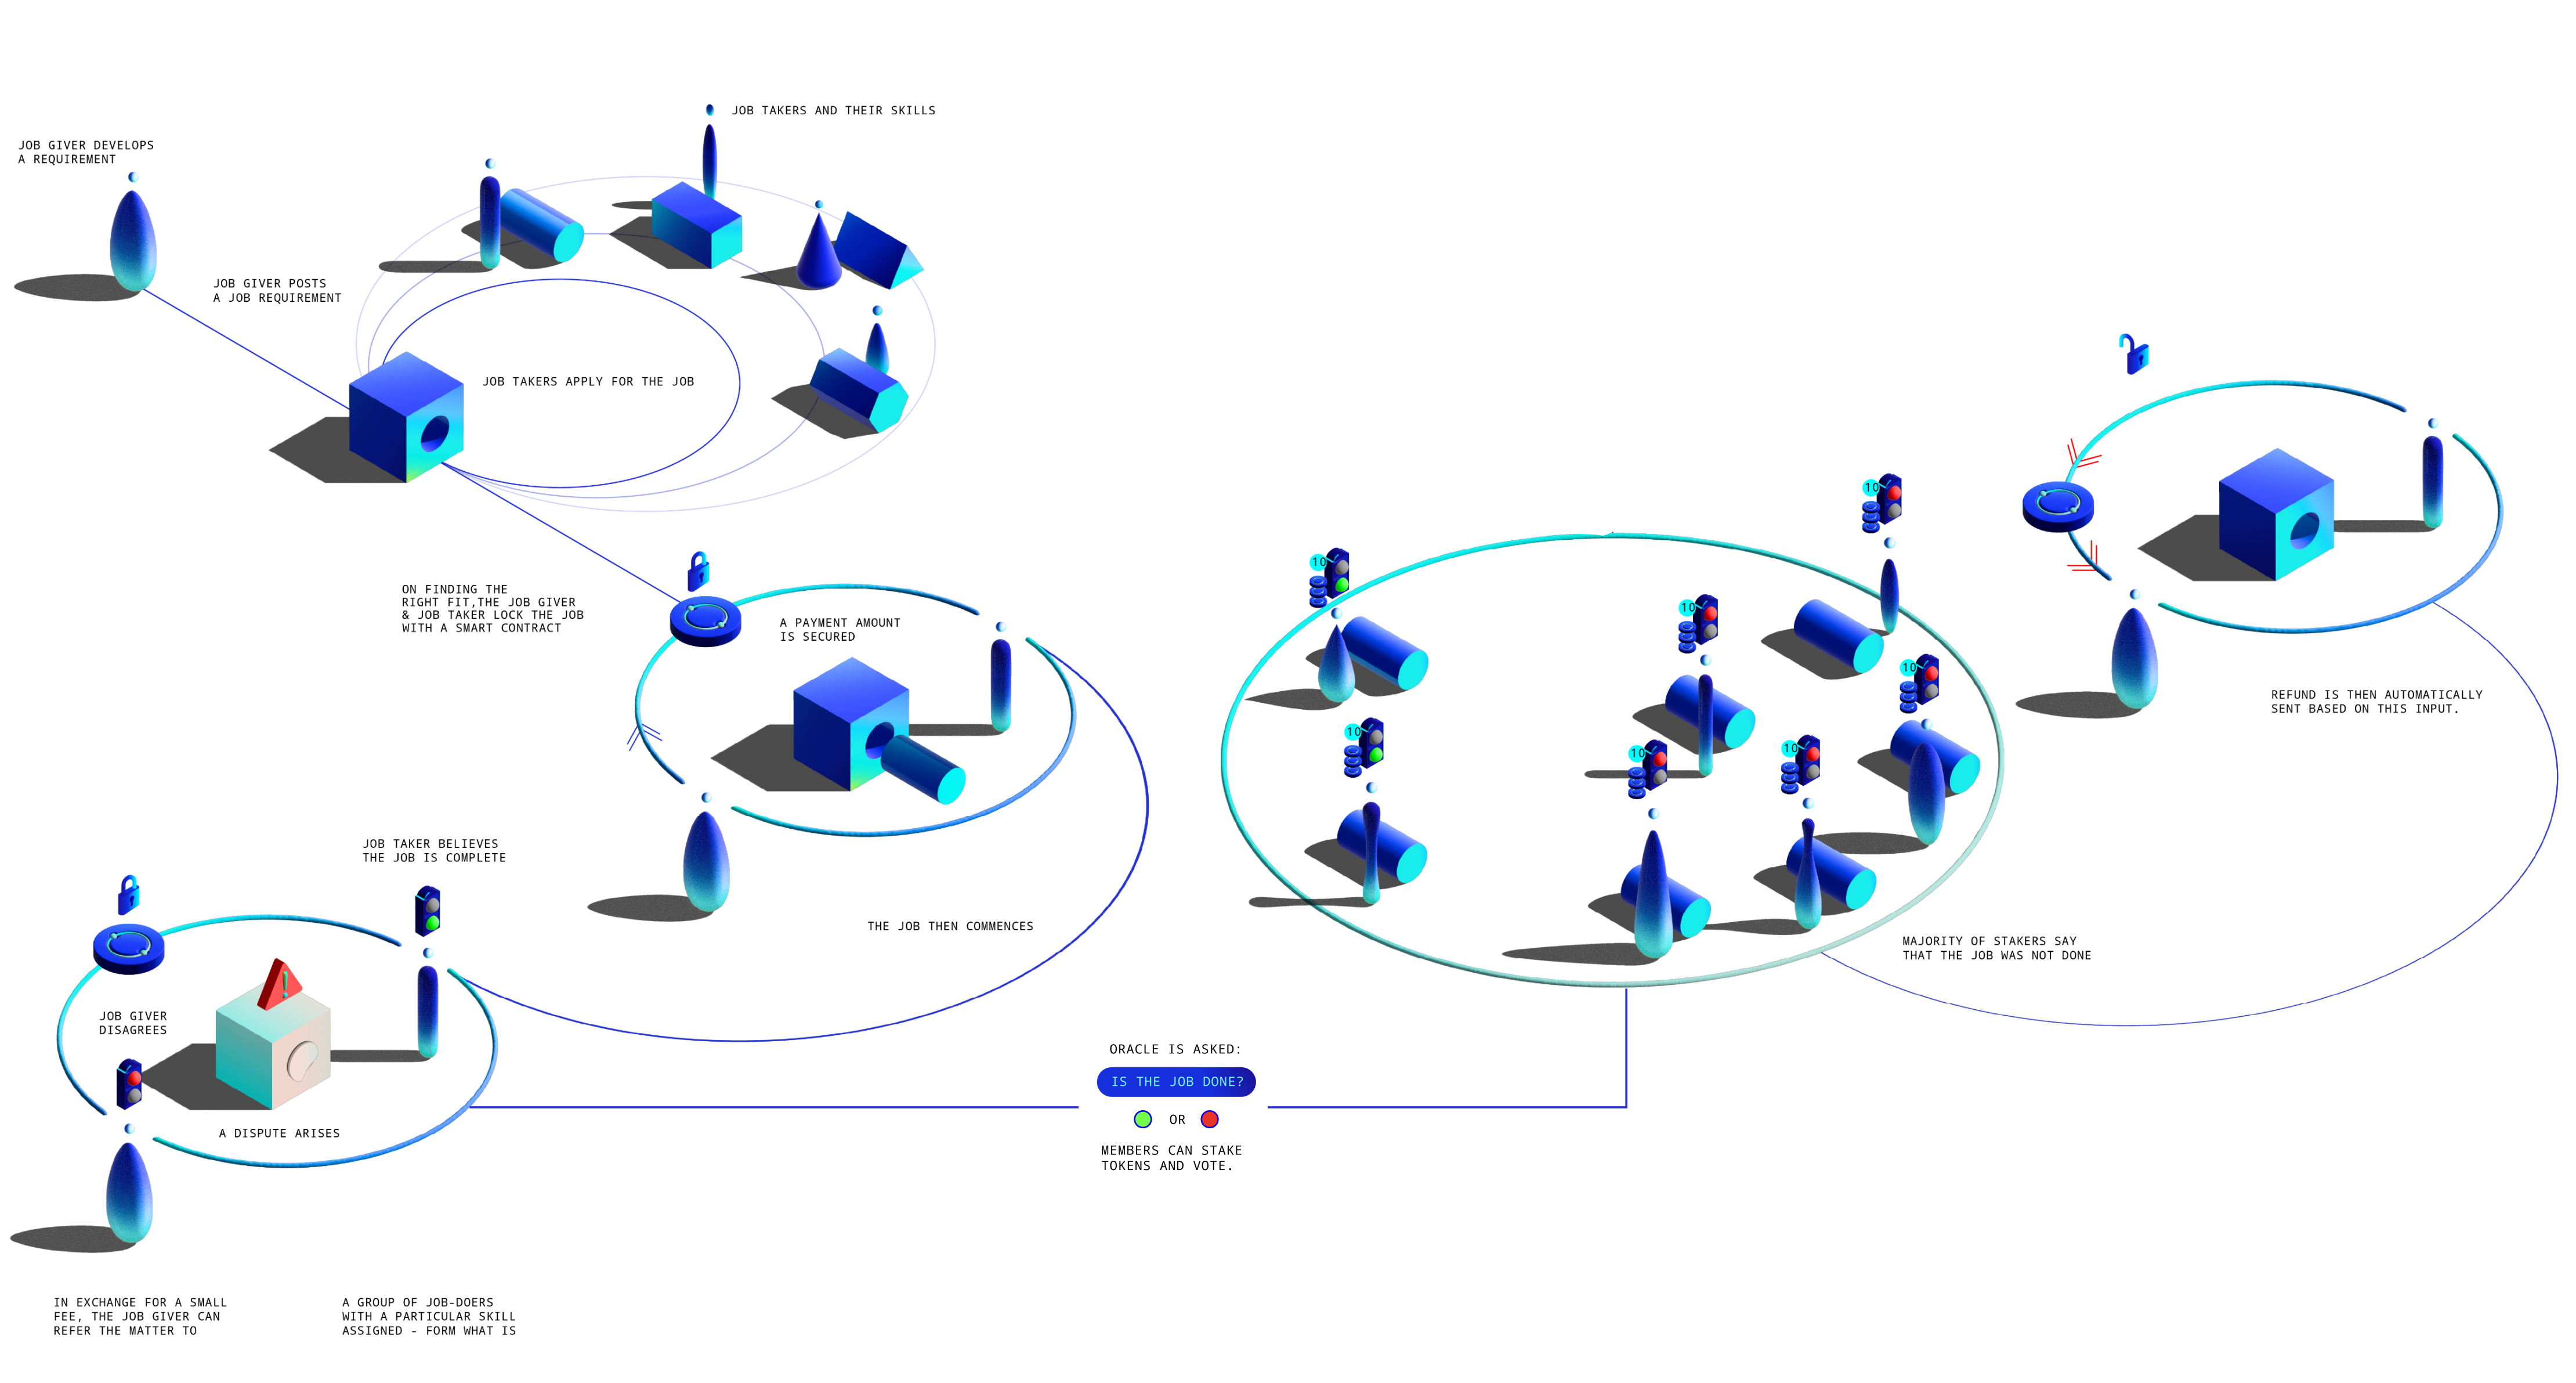 JOB TAKERS AND THEIR SKILLS
JOB GIVER DEVELOPS
A REQUIREMENT
JOB GIVER POSTS
A JOB REQUIREMENT
JOB TAKERS APPLY FOR THE JOB
ON FINDING THE
RIGHT FIT,THE JOB GIVER
& JOB TAKER LOCK THE JOB
WITH A SMART CONTRACT
A PAYMENT AMOUNT
IS SECURED
THE JOB THEN COMMENCES
JOB TAKER BELIEVES
THE JOB IS COMPLETE
JOB GIVER
DISAGREES
A DISPUTE ARISES
IN EXCHANGE FOR A SMALL
FEE, THE JOB GIVER CAN
REFER THE MATTER TO
A GROUP OF JOB-DOERS
WITH A PARTICULAR SKILL
ASSIGNED - FORM WHAT IS
ORACLE IS ASKED:
IS THE JOB DONE?
OR
MEMBERS CAN STAKE
TOKENS AND VOTE.
10
10
10
10
10
10
10
MAJORITY OF STAKERS SAY
THAT THE JOB WAS NOT DONE
REFUND IS THEN AUTOMATICALLY
SENT BASED ON THIS INPUT.